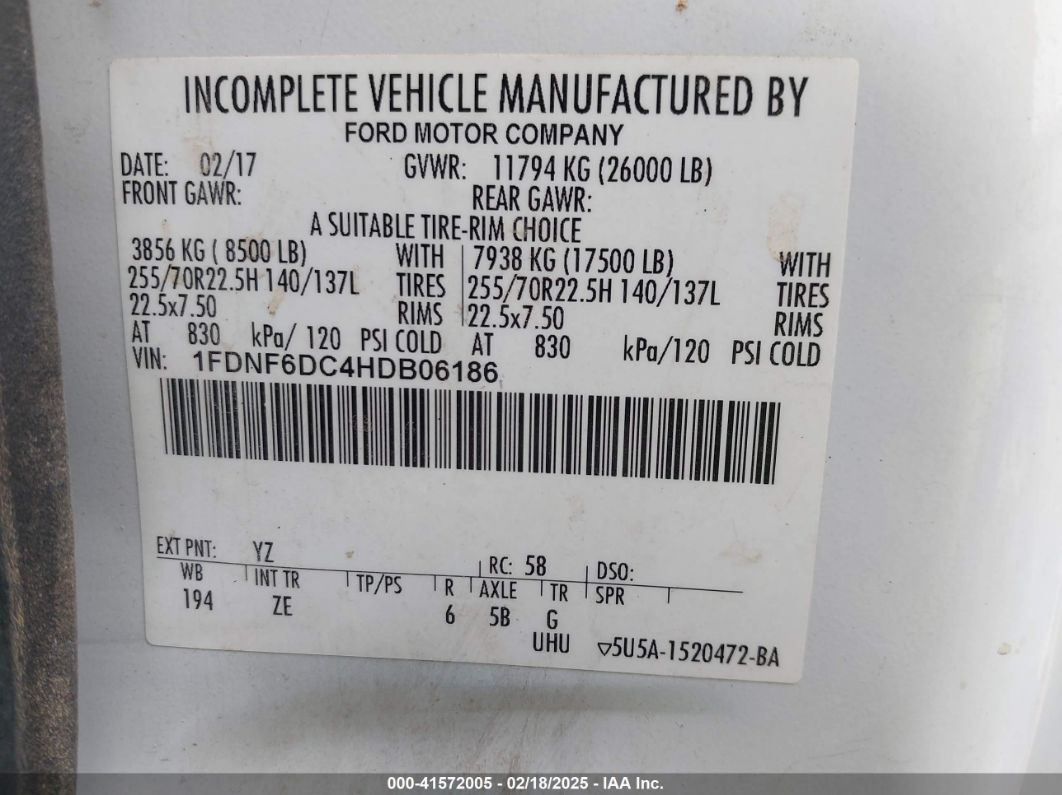 INCOMPLETE VEHICLE MANUFACTURED BY
FORD MOTOR COMPANY
DATE: 02/17 GVWR: 11794 KG (26000 LB)
FRONT GAWR: REAR GAWR:
A SUITABLE TIRE-RIM CHOICE
3856 KG ( 8500 LB) WITH 7938 KG (17500 LB) WITH
255/70R22.5H 140/137L TIRES 255/70R22.5H 140/137L TIRES
22.5x7.50 RIMS 22.5x7.50 RIMS
AT 830 kPa/ 120 PSI COLD AT 830 kPa/120 PSI COLD
VIN: 1FDNF6DC4HDB06186
EXT PNT: YZ RC: 58 DSO:
WB INT TR TP/PS R AXLE TR SPR
194 ZE 6 5B G
UHU ▽5U5A-1520472-BA
000-41572005 - 02/18/2025 - IAA Inc.